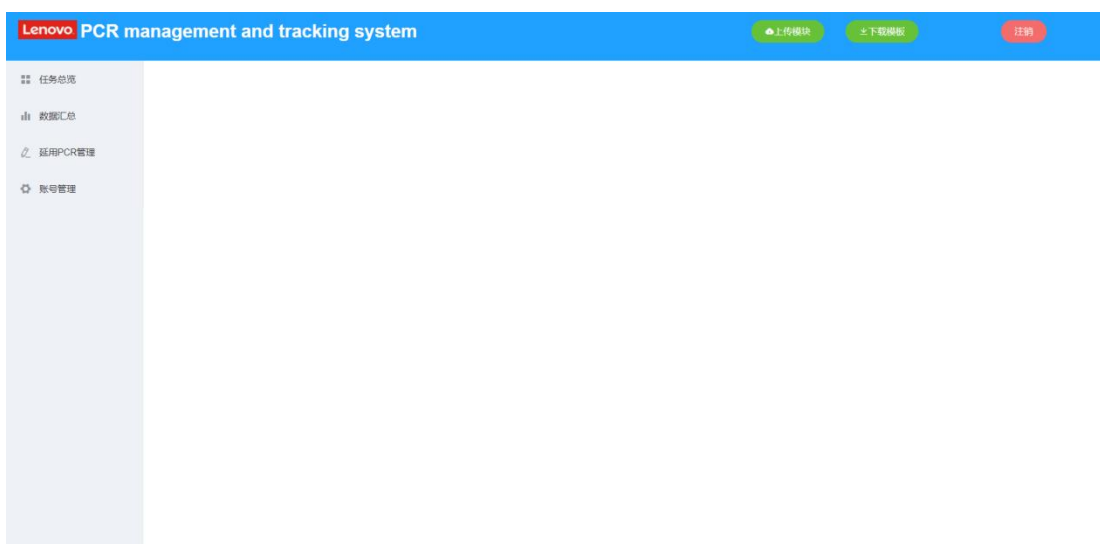 Lenovo PCR management and tracking system
上传模块
下载模板
注销
任务总览
数据汇总
延用PCR管理
账号管理